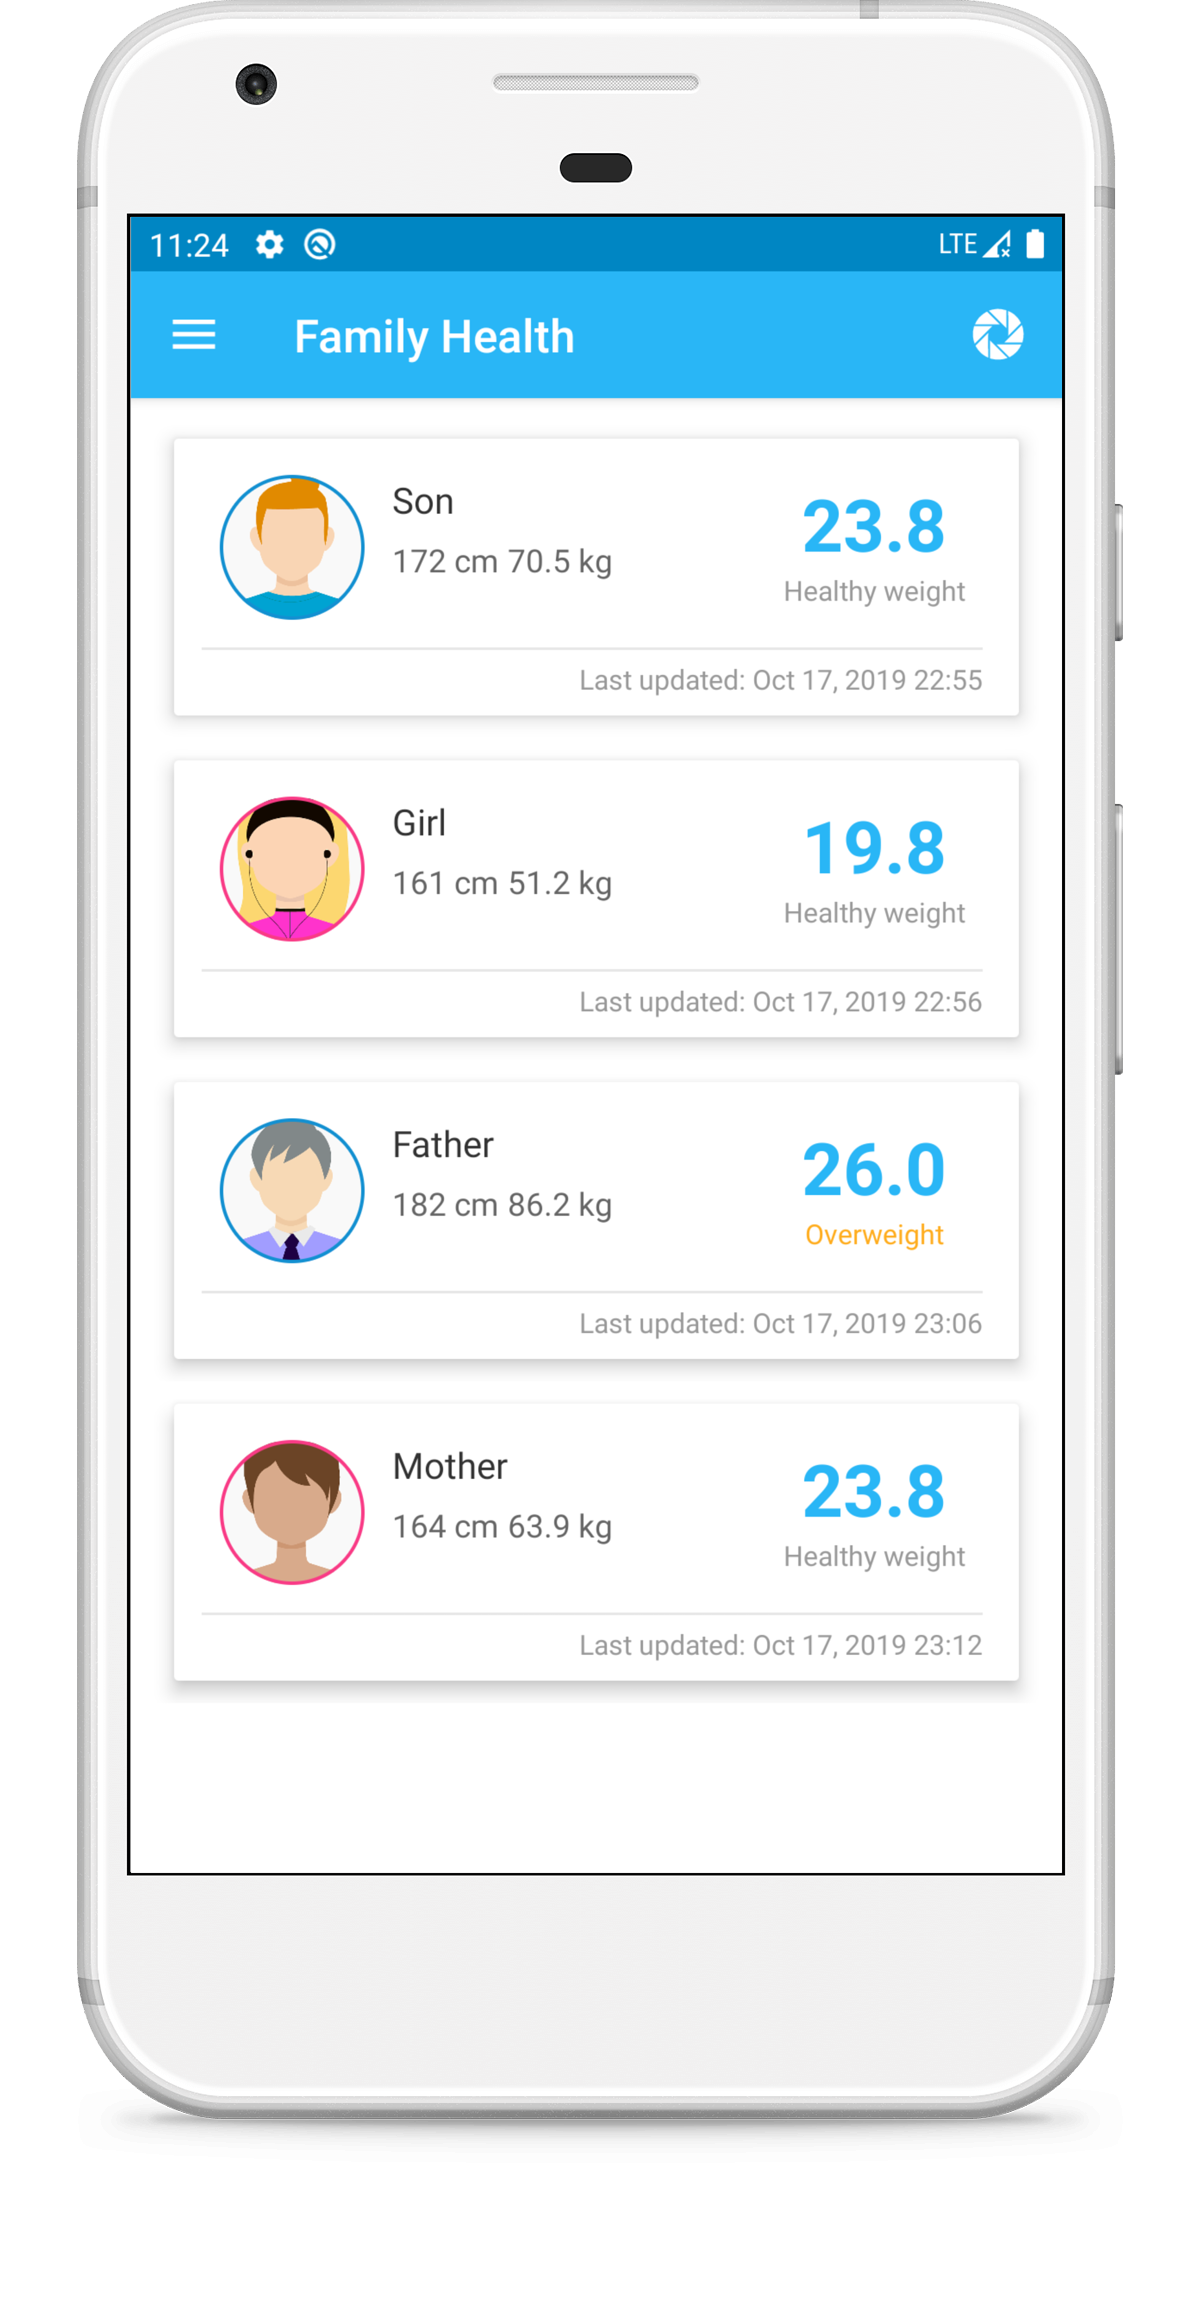 11:24 LTE
Family Health
Son
172 cm 70.5 kg
23.8
Healthy weight
Last updated: Oct 17, 2019 22:55
Girl
161 cm 51.2 kg
19.8
Healthy weight
Last updated: Oct 17, 2019 22:56
Father
182 cm 86.2 kg
26.0
Overweight
Last updated: Oct 17, 2019 23:06
Mother
164 cm 63.9 kg
23.8
Healthy weight
Last updated: Oct 17, 2019 23:12